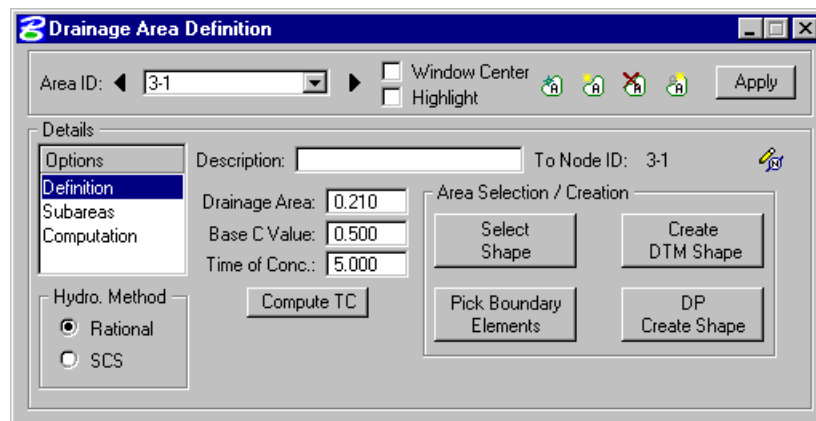 Drainage Area Definition
Area ID: 3-1
Window Center
Highlight
Apply
Details
Options
Definition
Subareas
Computation
Description:
To Node ID: 3-1
Drainage Area: 0.210
Base C Value: 0.500
Time of Conc.: 5.000
Compute TC
Area Selection / Creation
Select
Shape
Create
DTM Shape
Pick Boundary
Elements
DP
Create Shape
Hydro. Method
Rational
SCS